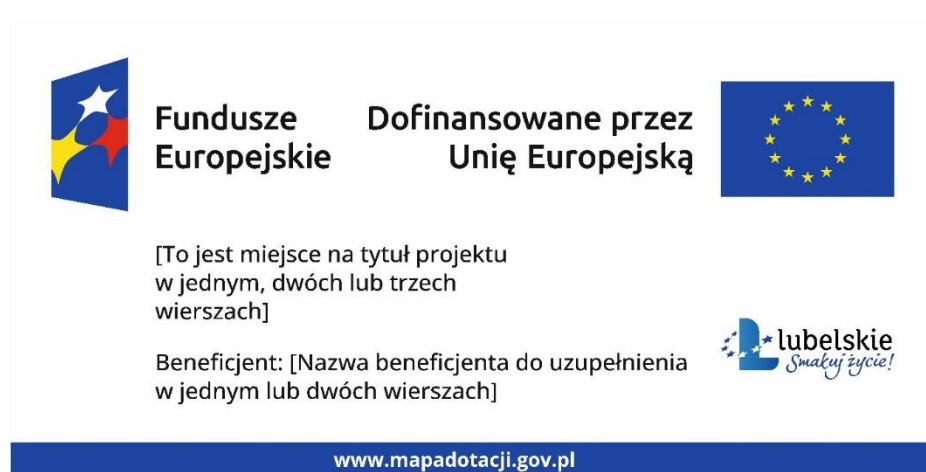 Fundusze
Europejskie
Dofinansowane przez
Unię Europejską
[To jest miejsce na tytuł projektu
w jednym, dwóch lub trzech
wierszach]
Beneficjent: [Nazwa beneficjenta do uzupełnienia
w jednym lub dwóch wierszach]
lubelskie
Smakuj życie!
www.mapadotacji.gov.pl